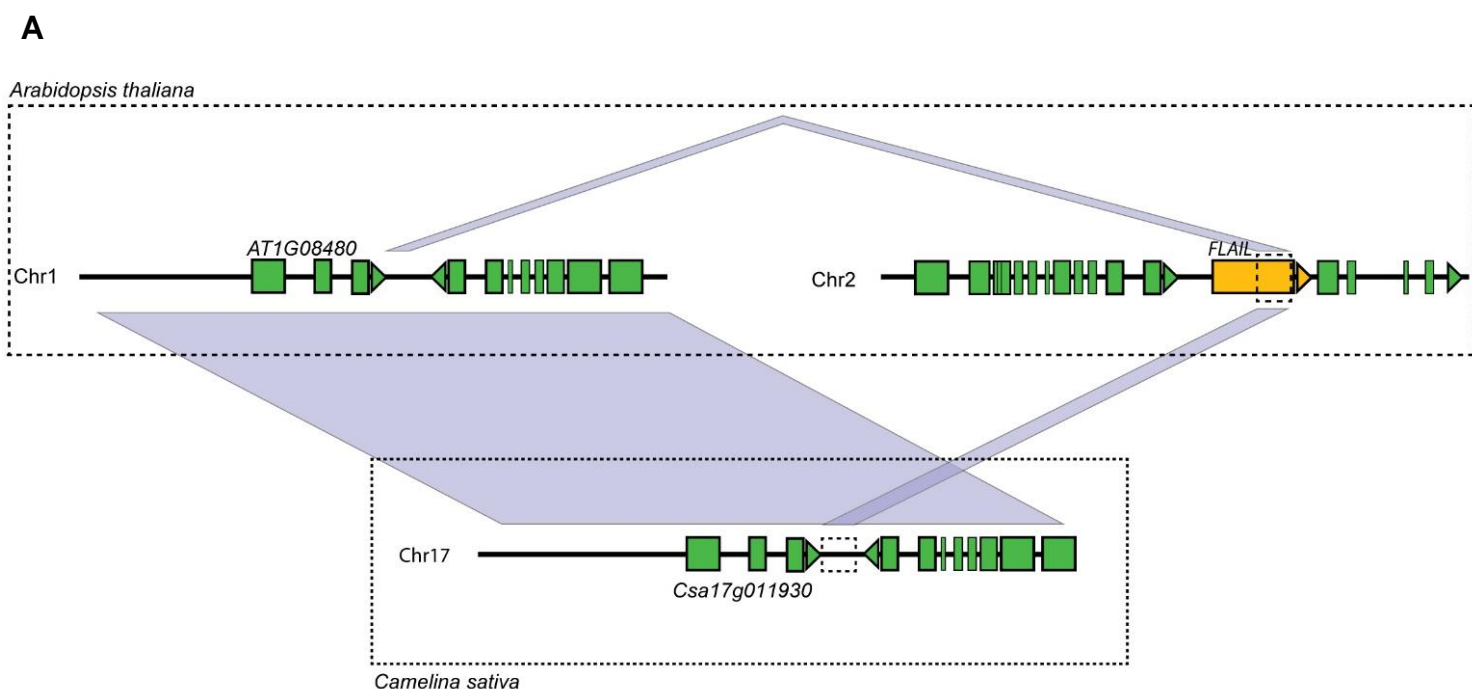 A
Arabidopsis thaliana
AT1G08480
FLAIL
Chr1
Chr2
Chr17
Csa17g011930
Camelina sativa